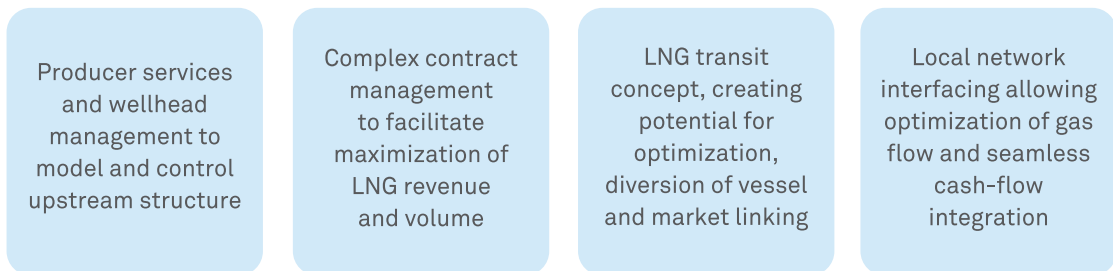 Producer services
and wellhead
management to
model and control
upstream structure
Complex contract
management
to facilitate
maximization of
LNG revenue
and volume
LNG transit
concept, creating
potential for
optimization,
diversion of vessel
and market linking
Local network
interfacing allowing
optimization of gas
flow and seamless
cash-flow
integration